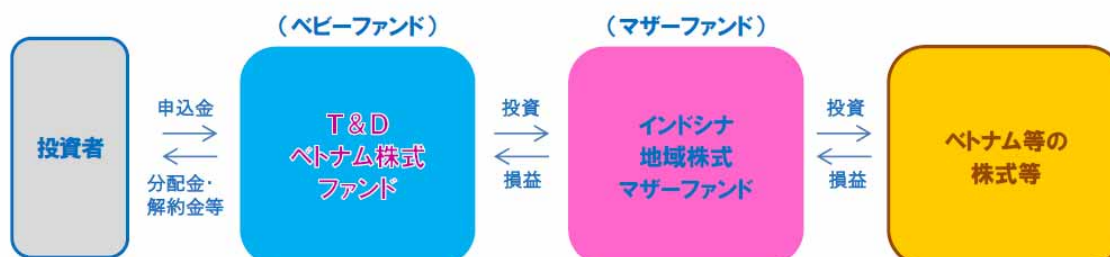 （ベビーファンド）
（マザーファンド）
投資者
申込金
分配金・
解約金等
T＆D
ベトナム株式
ファンド
投資
損益
インドシナ
地域株式
マザーファンド
投資
損益
ベトナム等の
株式等